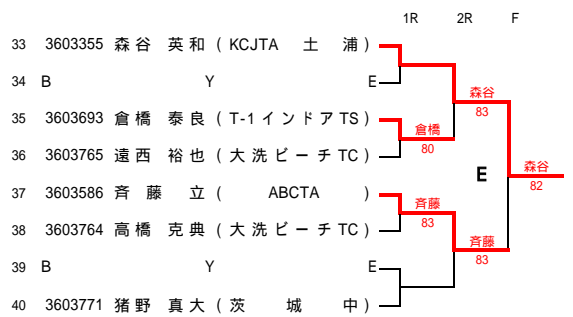 1R 2R F
33 3603355 森谷 英和 ( KCJTA 土 浦 )
34 B Y E
森谷
83
35 3603693 倉橋 泰良 ( T-1インドアTS )
倉橋
80
36 3603765 遠西 裕也 ( 大洗ビーチTC )
E
森谷
82
37 3603586 斉藤 立 ( ABCTA )
斉藤
83
38 3603764 高橋 克典 ( 大洗ビーチTC )
斉藤
83
39 B Y E
40 3603771 猪野 真大 ( 茨 城 中 )